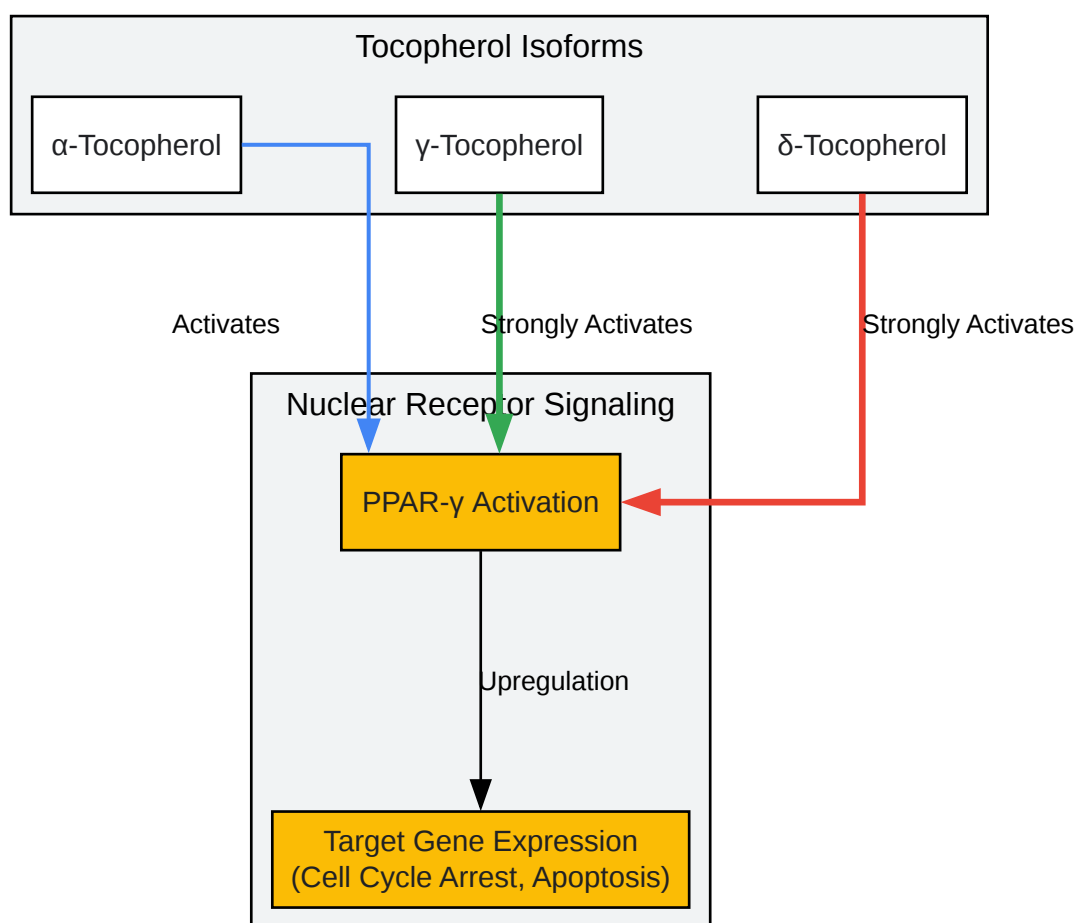 Tocopherol Isoforms
α-Tocopherol
γ-Tocopherol
δ-Tocopherol
Activates
Strongly Activates
Strongly Activates
Nuclear Receptor Signaling
PPAR-γ Activation
Upregulation
Target Gene Expression
(Cell Cycle Arrest, Apoptosis)